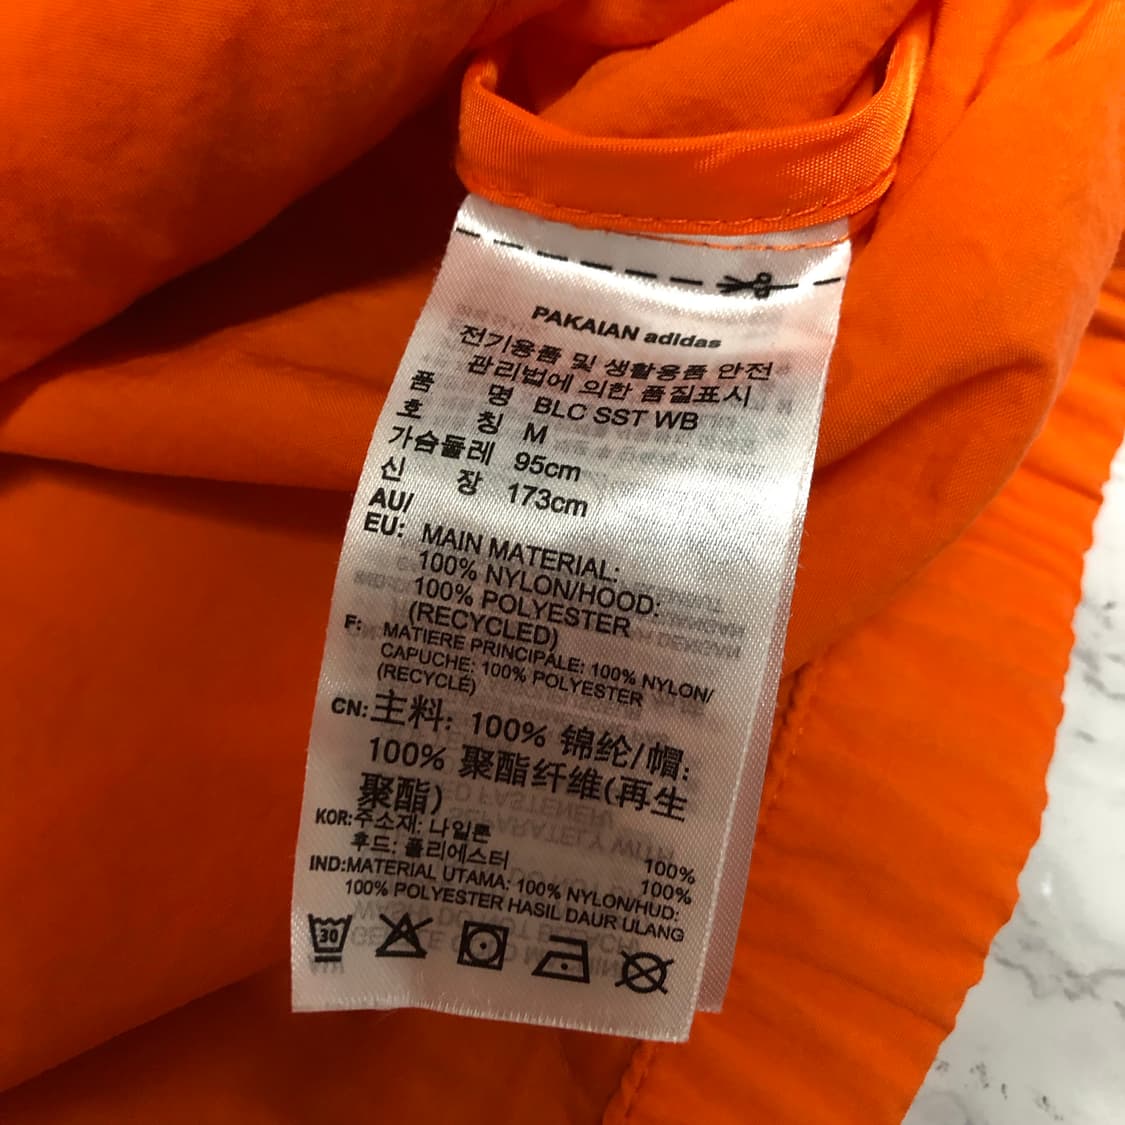 PAKAIAN adidas
전기용품 및 생활용품 안전
관리법에 의한 품질표시
품 명 BLC SST WB
호 칭 M
가슴둘레 95cm
신 장 173cm
AU/
EU: MAIN MATERIAL:
100% NYLON/HOOD:
100% POLYESTER
(RECYCLED)
F: MATIERE PRINCIPALE: 100% NYLON/
CAPUCHE: 100% POLYESTER
(RECYCLÉ)
CN:主料: 100% 锦纶/帽:
100% 聚酯纤维(再生
聚酯)
KOR:주소재: 나일론 100%
후드: 폴리에스터 100%
IND:MATERIAL UTAMA: 100% NYLON/HUD:
100% POLYESTER HASIL DAUR ULANG
30